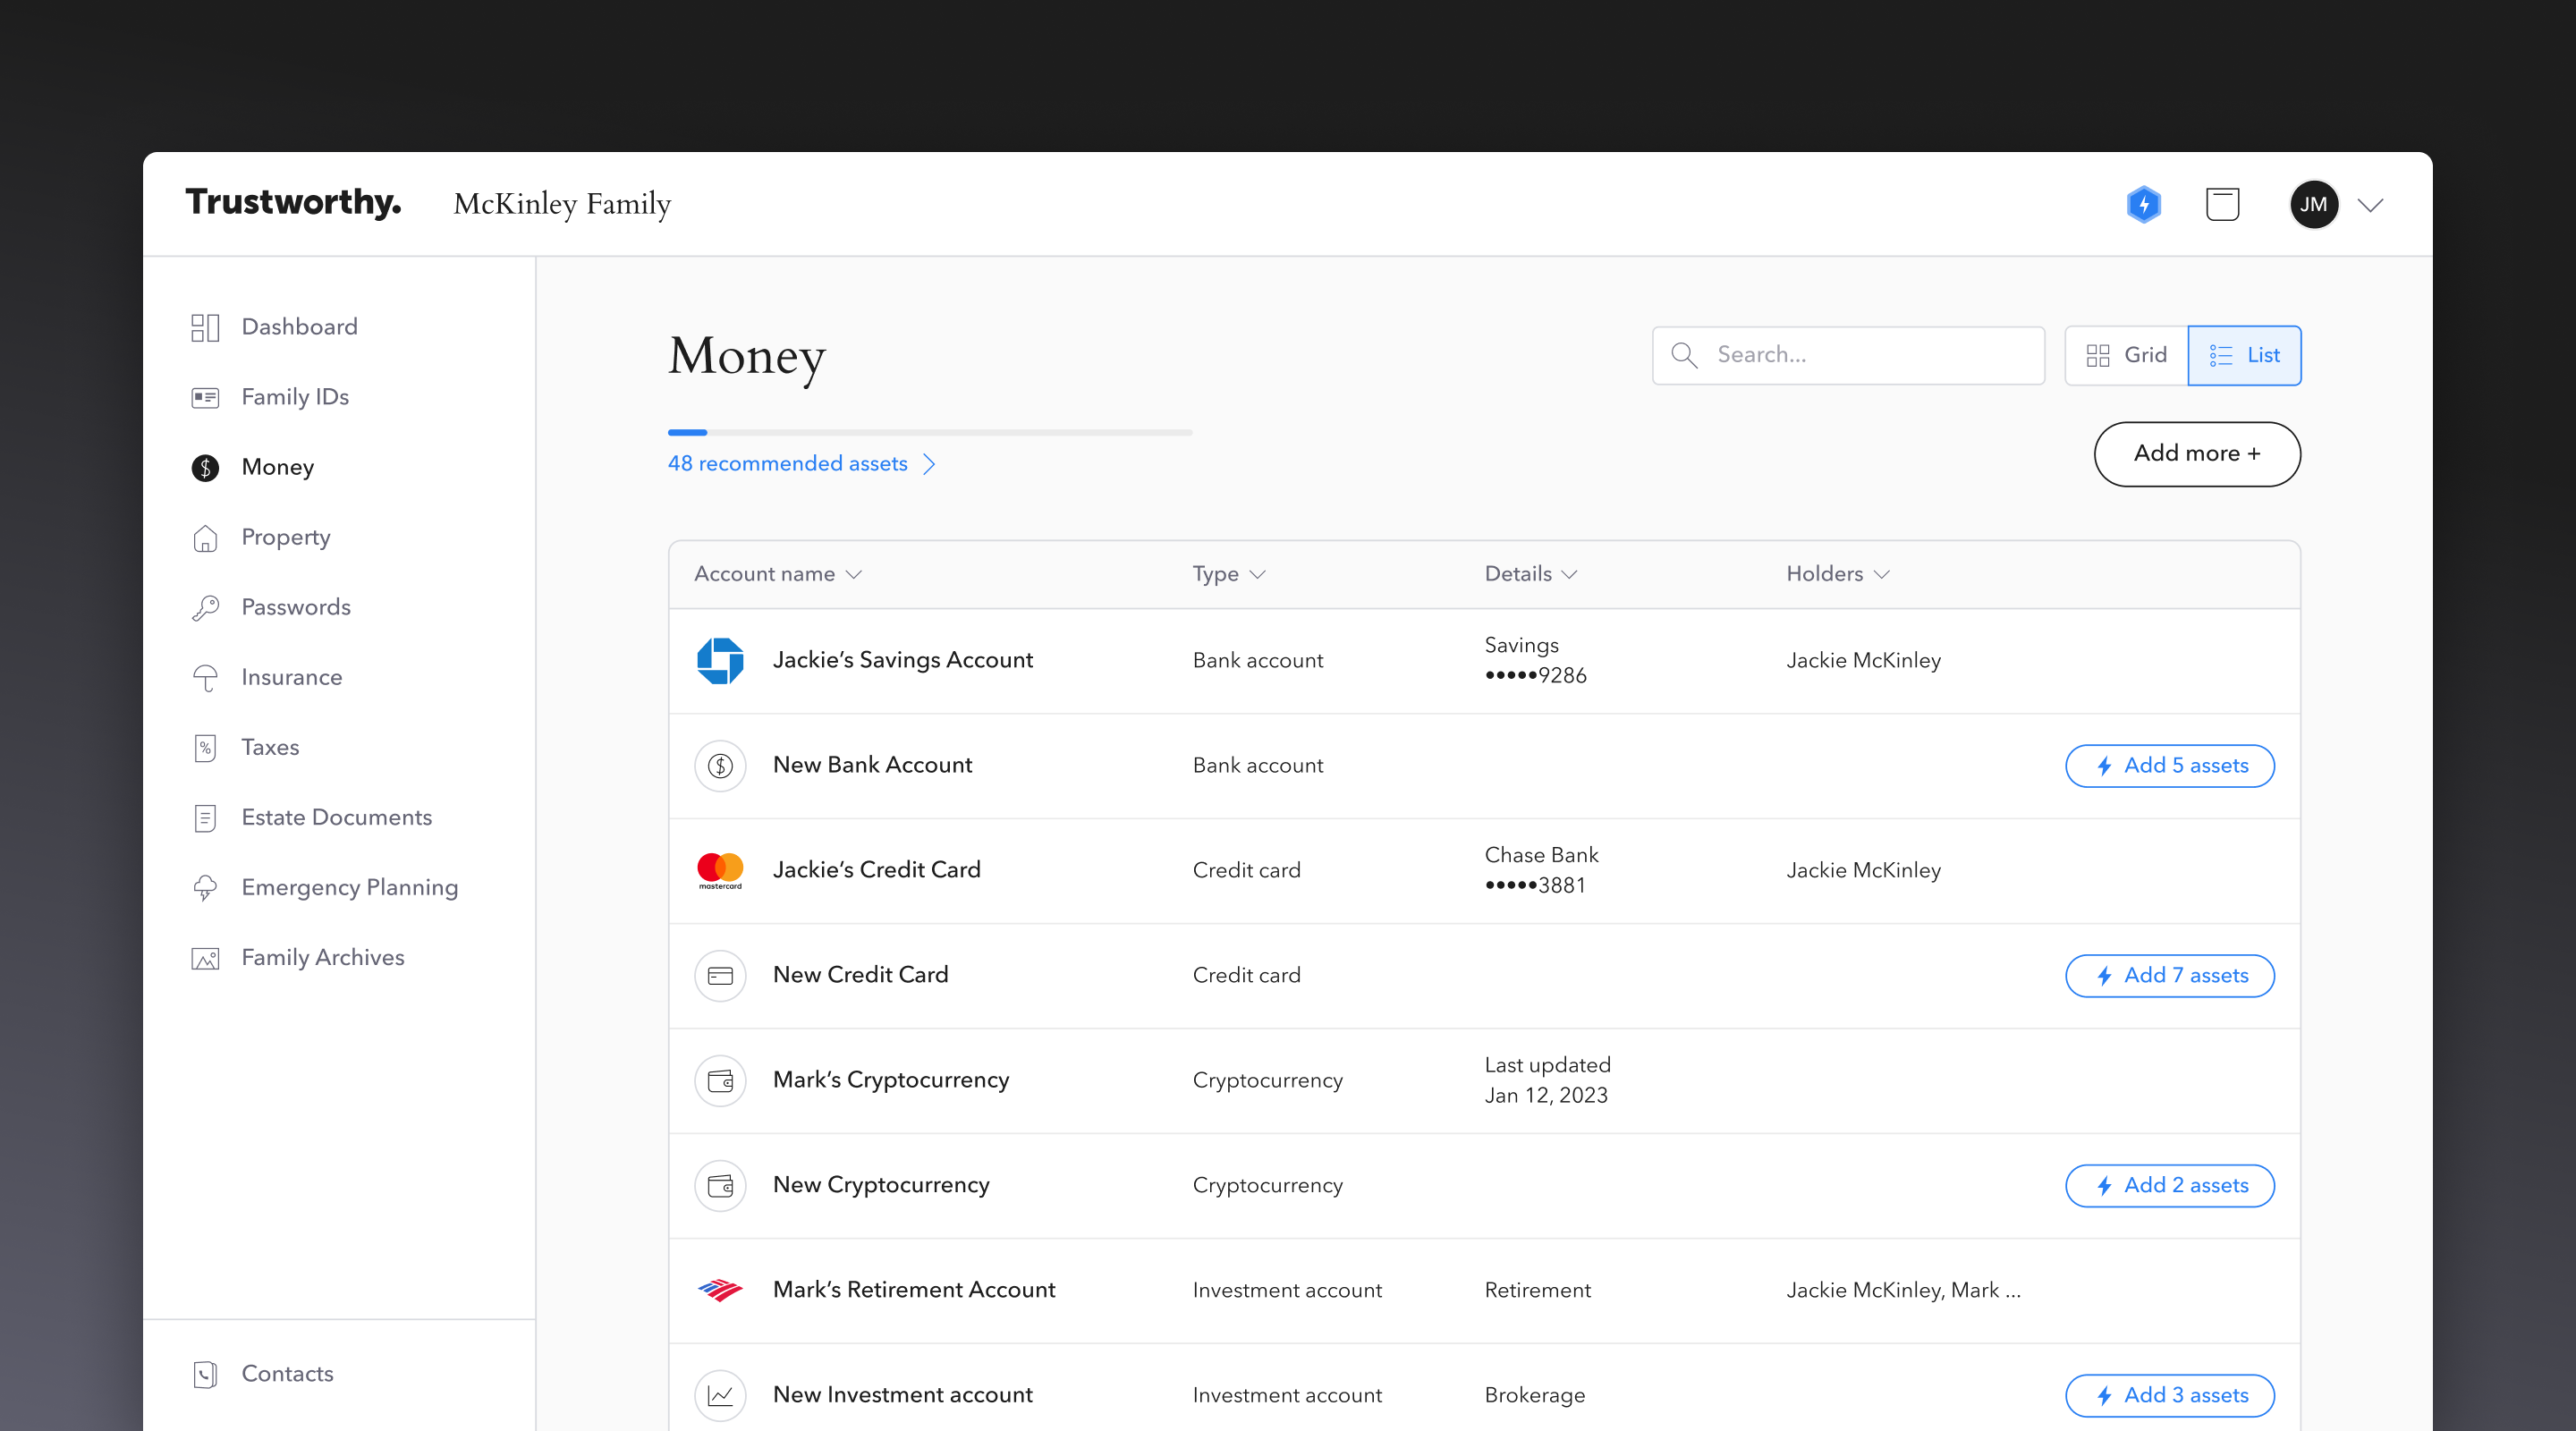 Trustworthy.
McKinley Family
JM
Dashboard
Family IDs
Money
Property
Passwords
Insurance
Taxes
Estate Documents
Emergency Planning
Family Archives
Contacts
Money
Search...
Grid
List
48 recommended assets
Add more +
Account name
Type
Details
Holders
Jackie’s Savings Account
Bank account
Savings
•••••9286
Jackie McKinley
New Bank Account
Bank account
Add 5 assets
mastercard
Jackie’s Credit Card
Credit card
Chase Bank
•••••3881
Jackie McKinley
New Credit Card
Credit card
Add 7 assets
Mark’s Cryptocurrency
Cryptocurrency
Last updated
Jan 12, 2023
New Cryptocurrency
Cryptocurrency
Add 2 assets
Mark’s Retirement Account
Investment account
Retirement
Jackie McKinley, Mark ...
New Investment account
Investment account
Brokerage
Add 3 assets